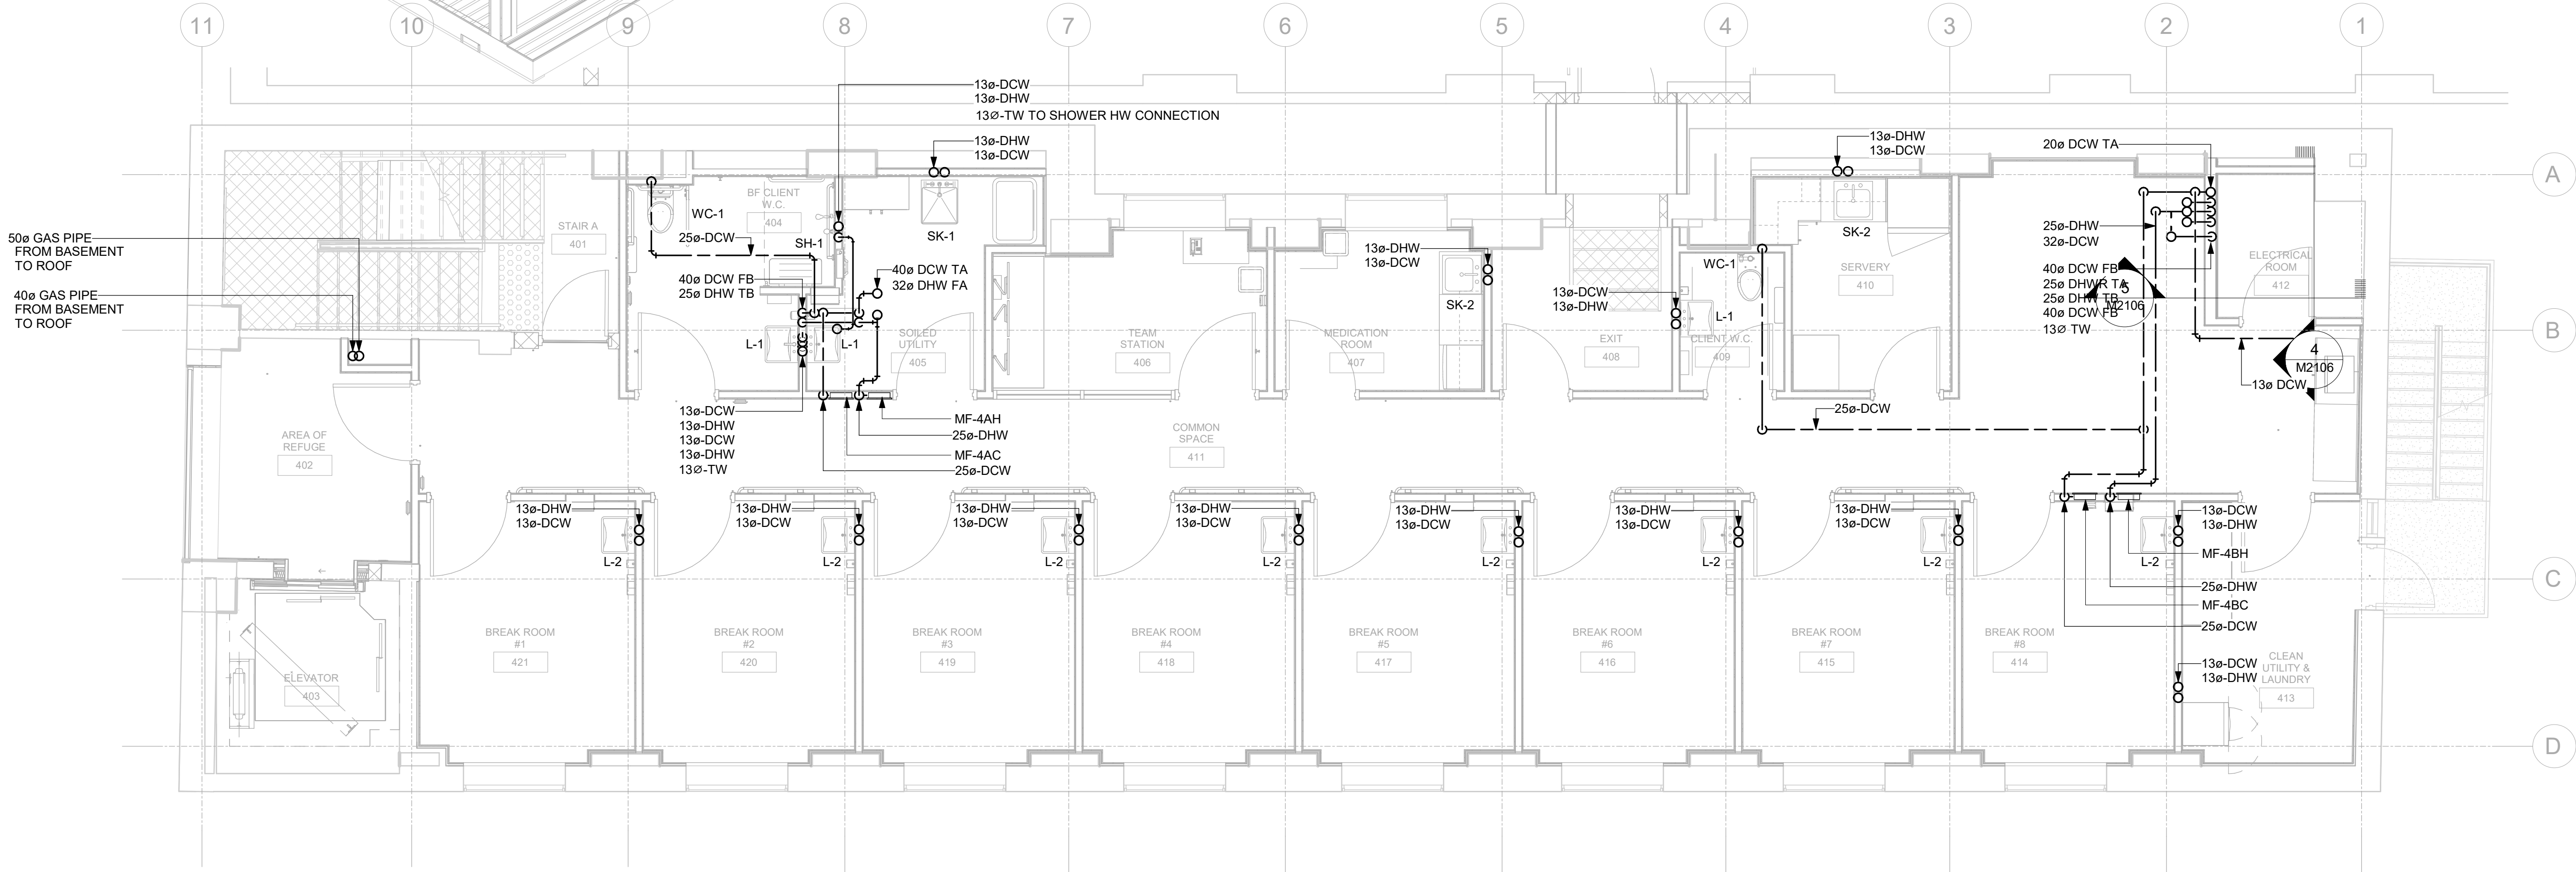 11
10
9
8
7
6
5
4
3
2
1
13ø-DCW
13ø-DHW
13Ø-TW TO SHOWER HW CONNECTION
13ø-DHW
13ø-DCW
13ø-DHW
13ø-DCW
20ø DCW TA
A
BF CLIENT
W.C.
404
WC-1
STAIR A
401
25ø-DCW
SH-1
SK-1
SK-2
50ø GAS PIPE
FROM BASEMENT
TO ROOF
40ø GAS PIPE
FROM BASEMENT
TO ROOF
40ø DCW FB
25ø DHW TB
40ø DCW TA
32ø DHW FA
13ø-DHW
13ø-DCW
SK-2
13ø-DCW
13ø-DHW
WC-1
L-1
SERVERY
410
25ø-DHW
32ø-DCW
40ø DCW FB
25ø DHWR TA
25ø DHW TB
40ø DCW FB
13Ø TW
5
M2106
ELECTRICAL
ROOM
412
B
L-1
L-1
SOILED
UTILITY
405
TEAM
STATION
406
MEDICATION
ROOM
407
EXIT
408
CLIENT W.C.
409
4
M2106
13ø DCW
13ø-DCW
13ø-DHW
13ø-DCW
13ø-DHW
13Ø-TW
MF-4AH
25ø-DHW
MF-4AC
25ø-DCW
COMMON
SPACE
411
25ø-DCW
AREA OF
REFUGE
402
13ø-DHW
13ø-DCW
L-2
13ø-DHW
13ø-DCW
L-2
13ø-DHW
13ø-DCW
L-2
13ø-DHW
13ø-DCW
L-2
13ø-DHW
13ø-DCW
L-2
13ø-DHW
13ø-DCW
L-2
13ø-DHW
13ø-DCW
L-2
13ø-DCW
13ø-DHW
L-2
MF-4BH
25ø-DHW
MF-4BC
25ø-DCW
C
ELEVATOR
403
BREAK ROOM
#1
421
BREAK ROOM
#2
420
BREAK ROOM
#3
419
BREAK ROOM
#4
418
BREAK ROOM
#5
417
BREAK ROOM
#6
416
BREAK ROOM
#7
415
BREAK ROOM
#8
414
13ø-DCW
13ø-DHW
CLEAN
UTILITY &
LAUNDRY
413
D